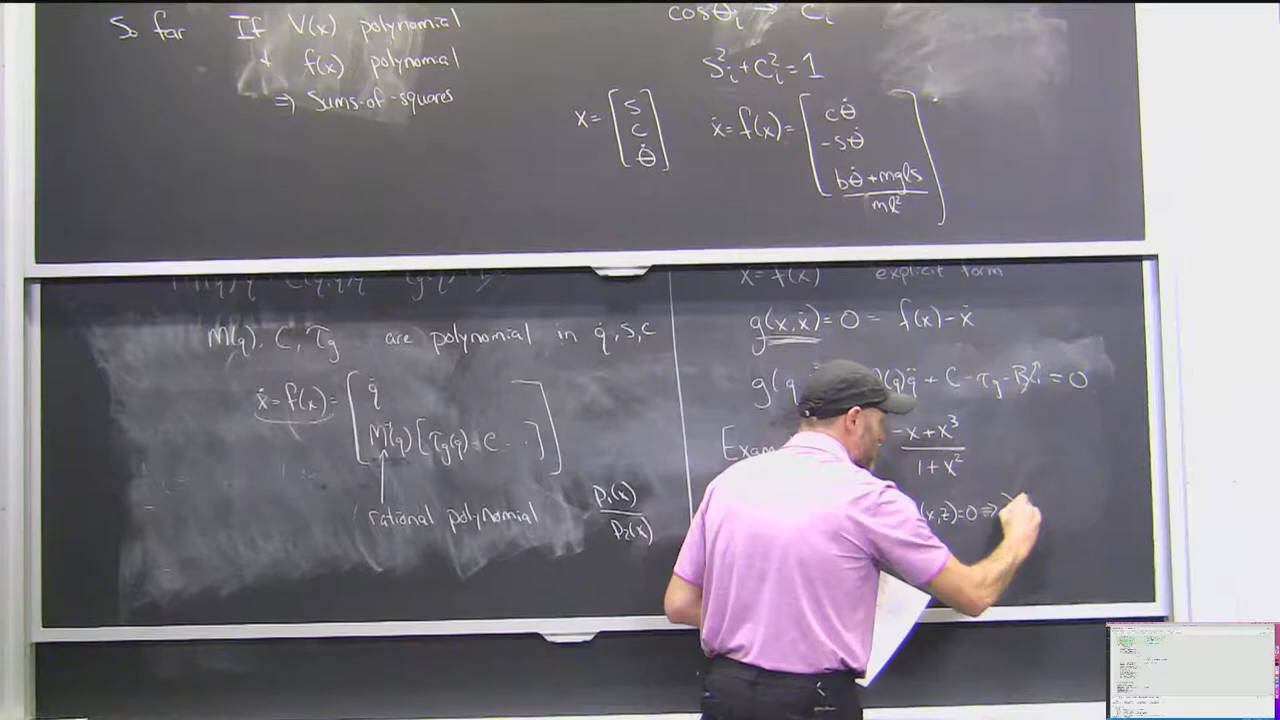 So far If V(x) polynomial
+ f(x) polynomial
⇒ Sums-of-squares
cosθᵢ → Cᵢ
Sᵢ² + Cᵢ² = 1
x = [s c θ̇] ẋ = f(x) = [cθ̇ -sθ̇ (bθ̇ + mgls)/(ml²)]
M(q), C, τg are polynomial in q̇, S, C
ẋ = f(x) = [q̇ M⁻¹(q)[τg(q) - C ...]]
rational polynomial P₁(x)/P₂(x)
ẋ = f(x) explicit form
g(x,ẋ) = 0 = f(x) - ẋ
g(q (q)q̈ + C - τg - Bu = 0
Exam -x + x³ / 1 + x²
(x,z) = 0 ⇒